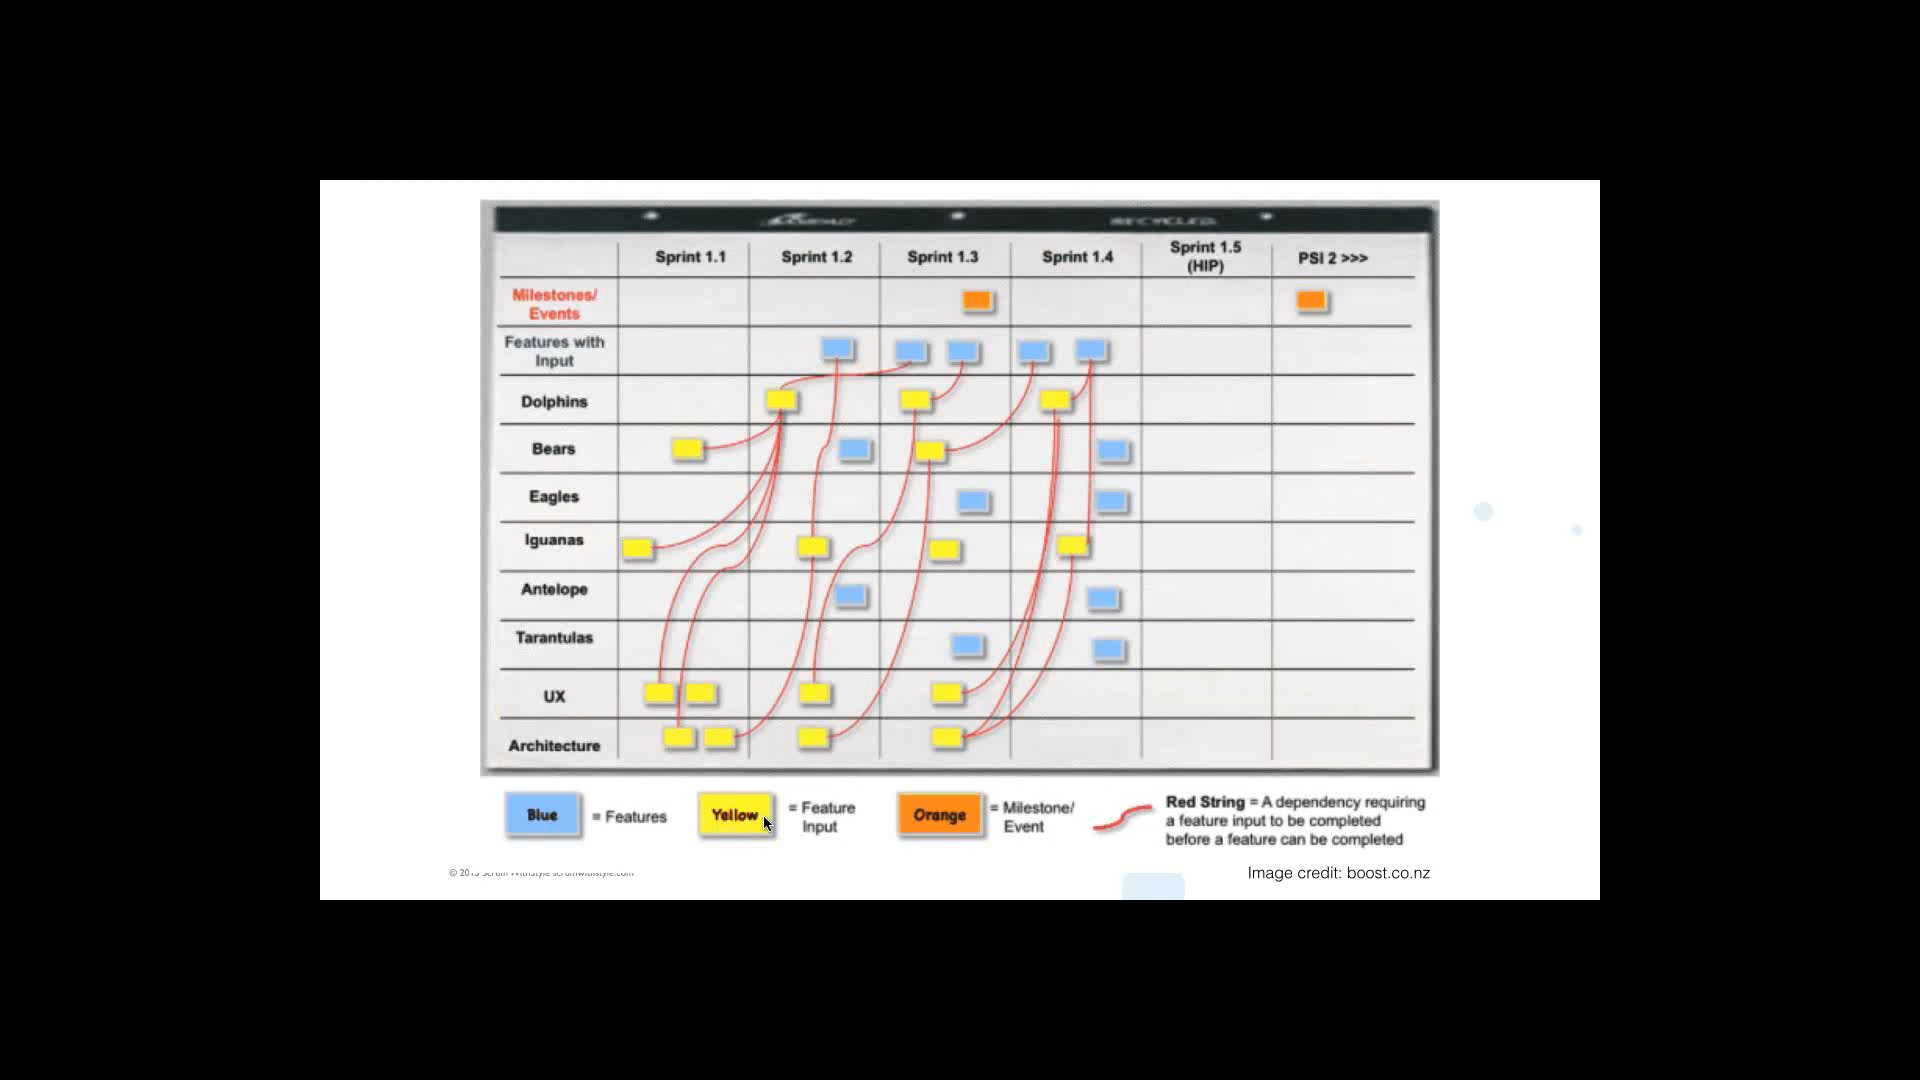 RECYCLED
Sprint 1.1
Sprint 1.2
Sprint 1.3
Sprint 1.4
Sprint 1.5
(HIP)
PSI 2 >>>
Milestones/
Events
Features with
Input
Dolphins
Bears
Eagles
Iguanas
Antelope
Tarantulas
UX
Architecture
Blue
= Features
Yellow
= Feature
Input
Orange
= Milestone/
Event
Red String = A dependency requiring
a feature input to be completed
before a feature can be completed
scrumwithstyle.com
Image credit: boost.co.nz